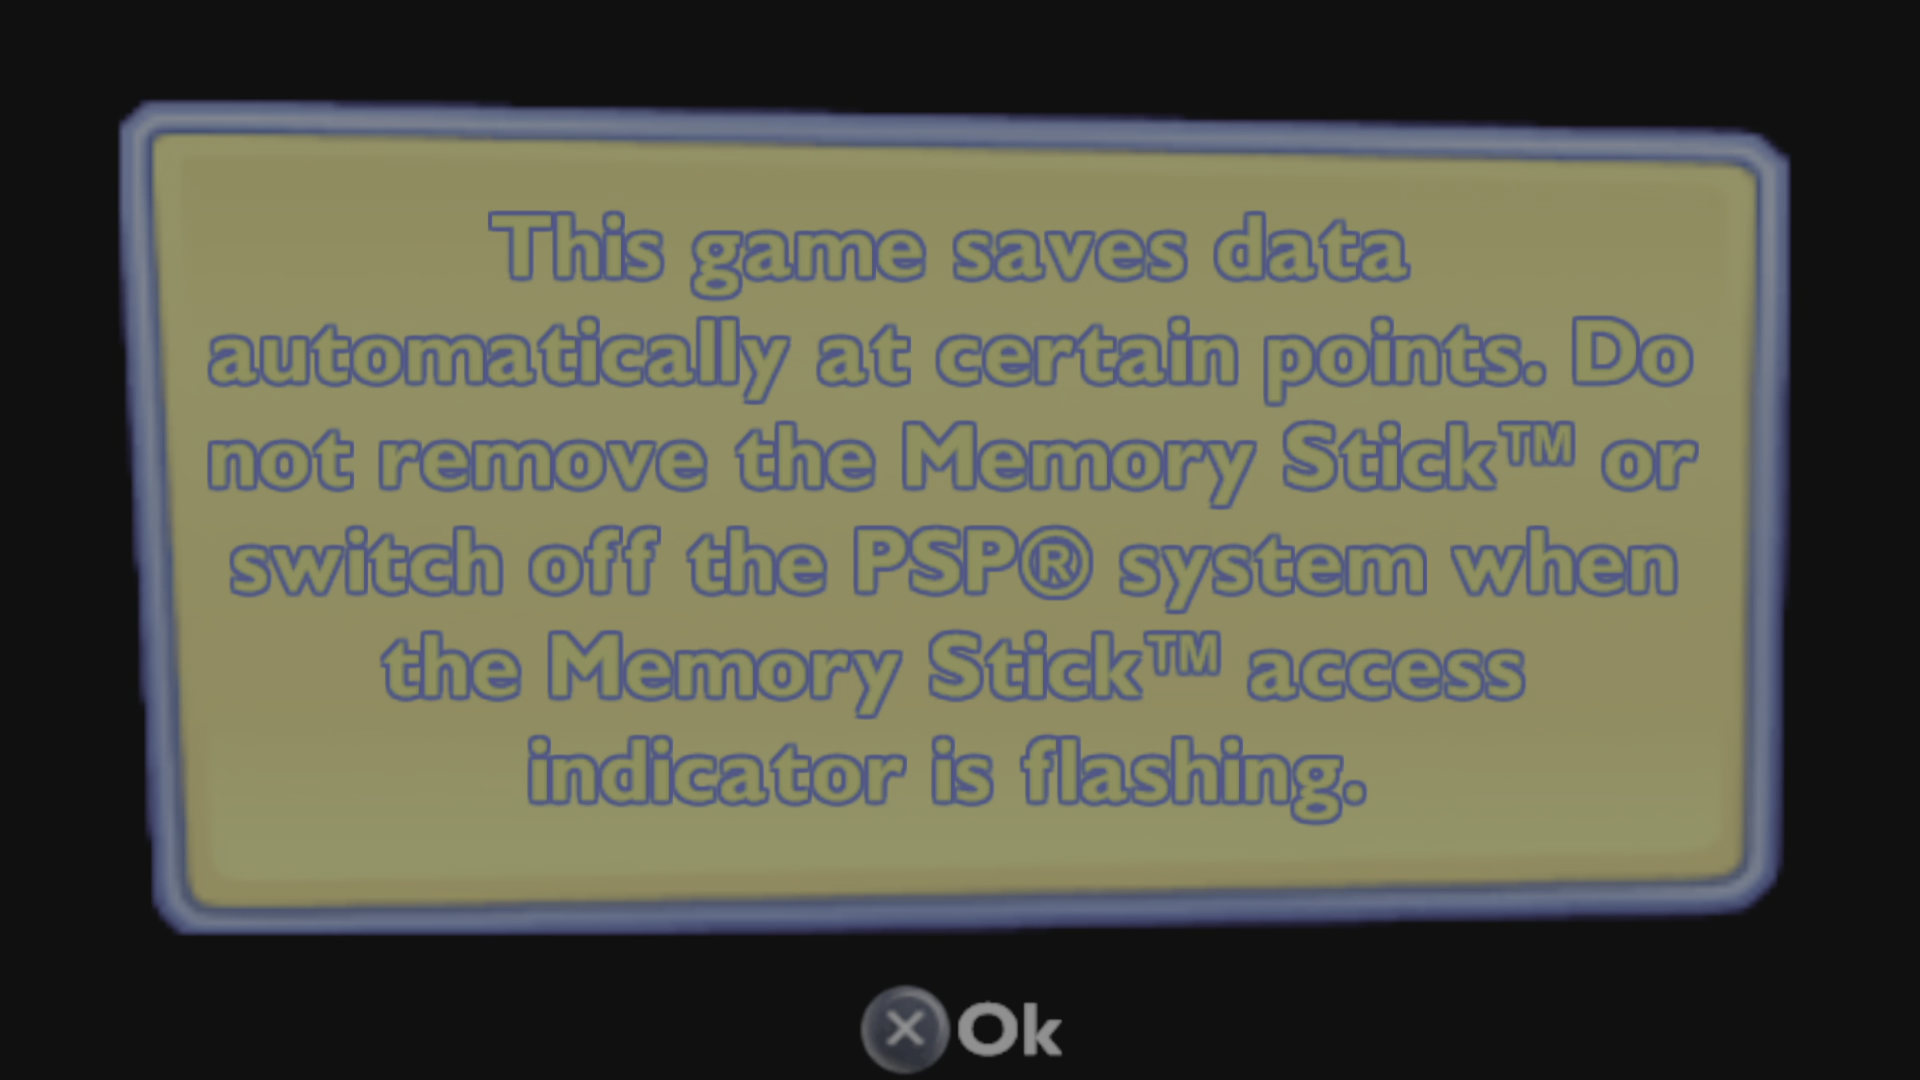 This game saves data
automatically at certain points. Do
not remove the Memory Stick™ or
switch off the PSP® system when
the Memory Stick™ access
indicator is flashing.
Ok